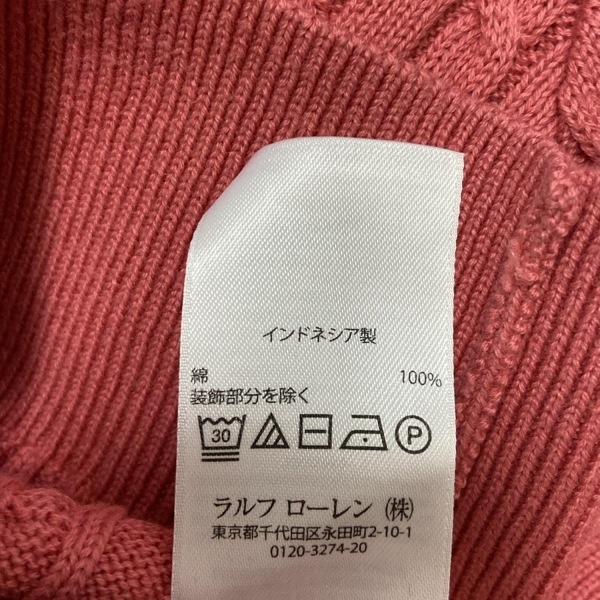 インドネシア製
綿 100%
装飾部分を除く
30 P
ラルフ ローレン (株)
東京都千代田区永田町2-10-1
0120-3274-20